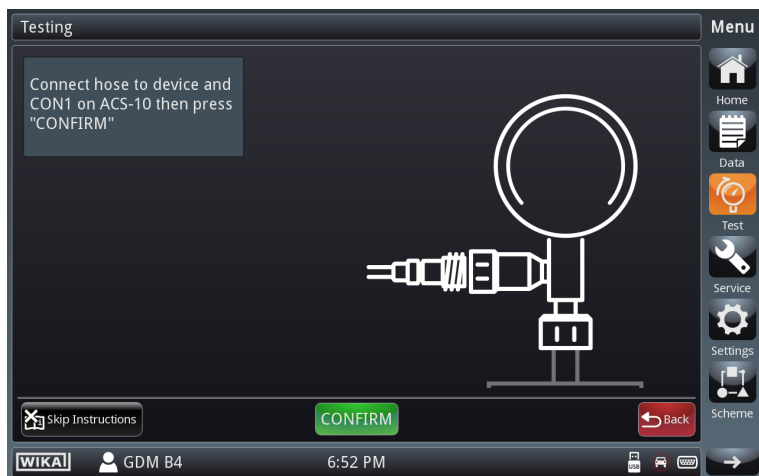 Testing
Menu
Connect hose to device and
CON1 on ACS-10 then press
"CONFIRM"
Home
Data
Test
Service
Settings
Scheme
Skip Instructions
CONFIRM
Back
WIKAI
GDM B4
6:52 PM
USB